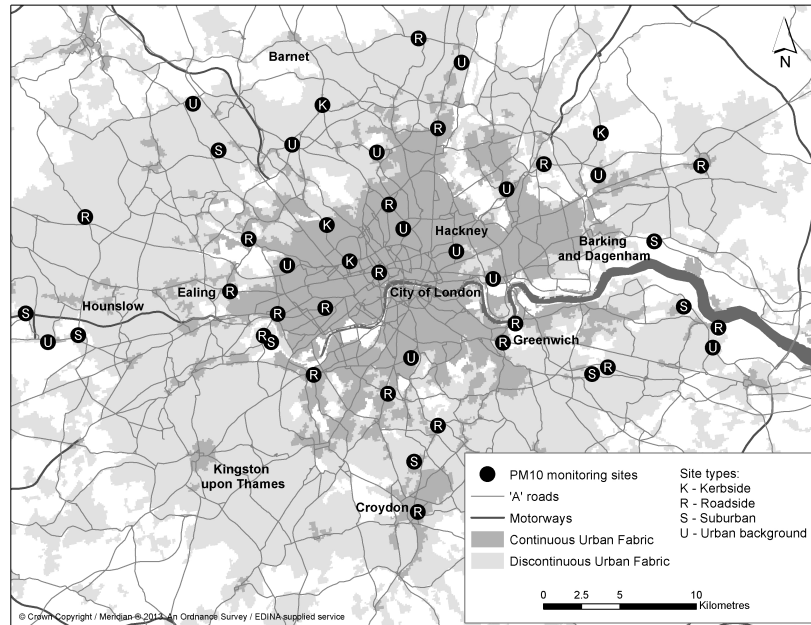 R
Barnet
U
N
U
K
R
K
S
U
U
R
R
U
U
R
R
R
K
U
Hackney
R
U
Barking
and Dagenham
S
K
U
R
U
Ealing
R
City of London
S
Hounslow
R
R
S
R
R
S
U
R
S
R
Greenwich
U
U
R
S
R
R
R
S
Kingston
upon Thames
Croydon
R
PM10 monitoring sites
'A' roads
Motorways
Continuous Urban Fabric
Discontinuous Urban Fabric
Site types:
K - Kerbside
R - Roadside
S - Suburban
U - Urban background
0 2.5 5 10
Kilometres
© Crown Copyright / Meridian ® 2013. An Ordnance Survey / EDINA supplied service